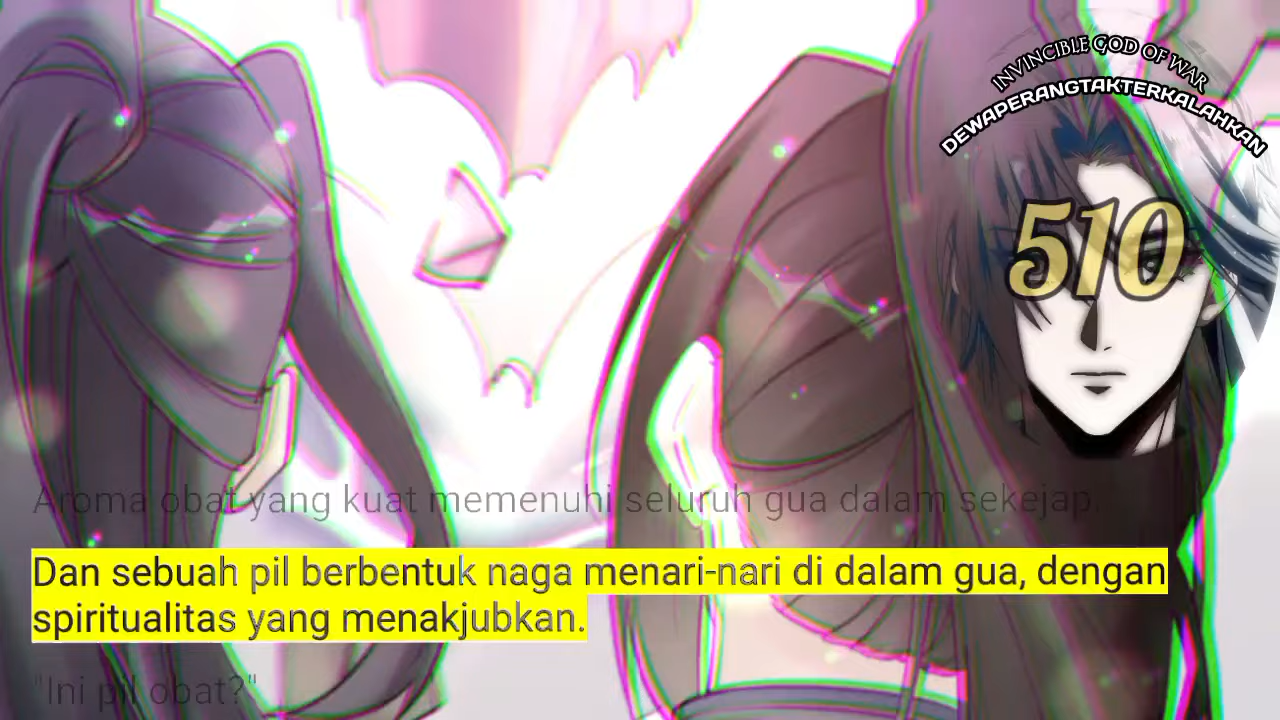 INVINCIBLE GOD OF WAR
DEWAPERANGTAKTERKALAHKAN
510
Aroma obat yang kuat memenuhi seluruh gua dalam sekejap.
Dan sebuah pil berbentuk naga menari-nari di dalam gua, dengan
spiritualitas yang menakjubkan.
"Ini pil obat?"